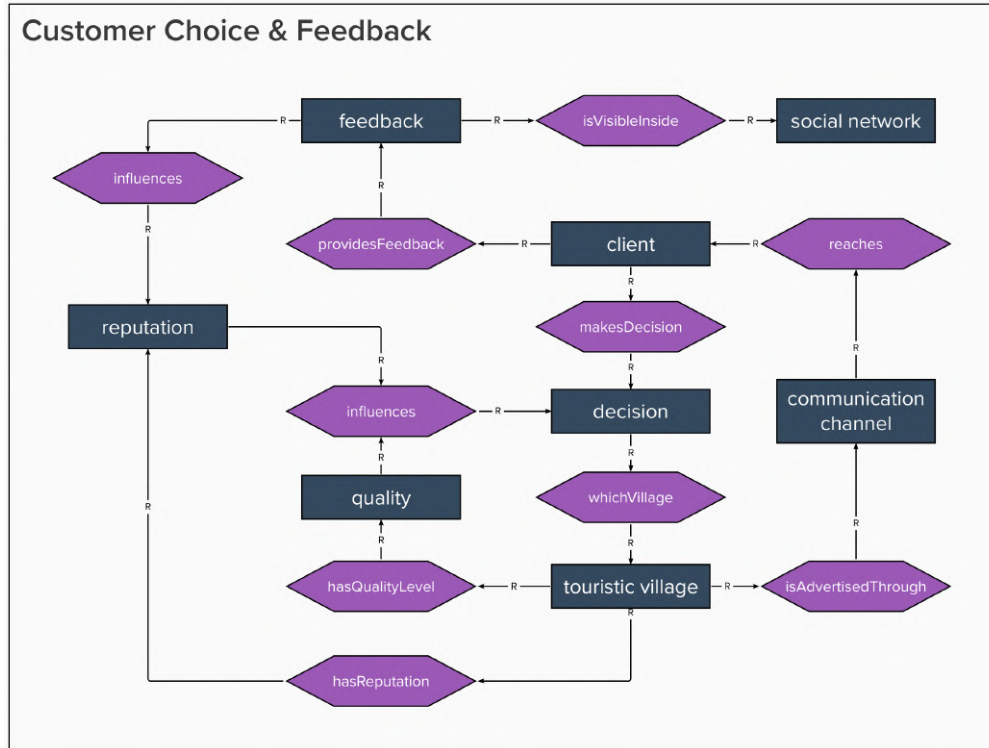 Customer Choice & Feedback
feedback
R
R
isVisibleInside
R
social network
influences
R
R
providesFeedback
R
client
R
reaches
R
makesDecision
reputation
R
R
R
communication
channel
influences
R
decision
R
R
quality
whichVillage
R
R
R
R
hasQualityLevel
R
touristic village
R
isAdvertisedThrough
R
hasReputation